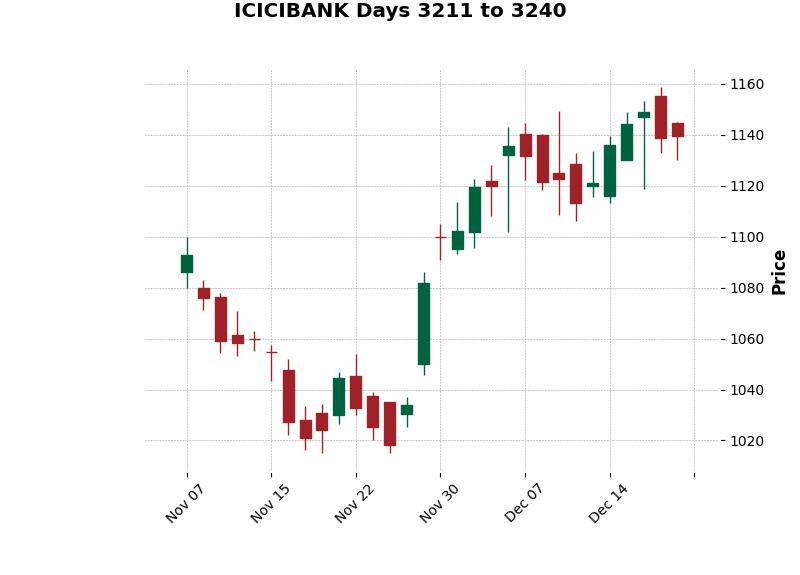 ICICIBANK Days 3211 to 3240
1160
1140
1120
1100
1080
1060
1040
1020
Price
Nov 07
Nov 15
Nov 22
Nov 30
Dec 07
Dec 14